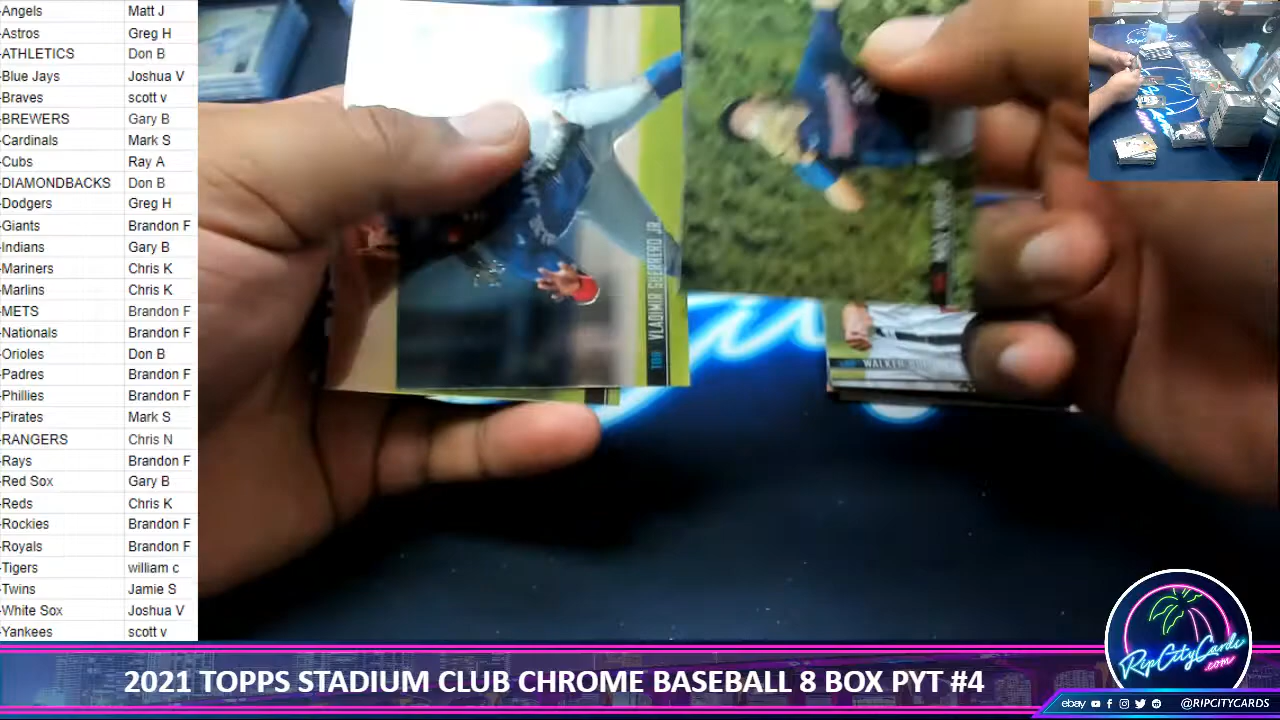 -Angels Matt J
-Astros Greg H
-ATHLETICS Don B
-Blue Jays Joshua V
-Braves scott v
-BREWERS Gary B
-Cardinals Mark S
-Cubs Ray A
-DIAMONDBACKS Don B
-Dodgers Greg H
-Giants Brandon F
-Indians Gary B
-Mariners Chris K
-Marlins Chris K
-METS Brandon F
-Nationals Brandon F
-Orioles Don B
-Padres Brandon F
-Phillies Brandon F
-Pirates Mark S
-RANGERS Chris N
-Rays Brandon F
-Red Sox Gary B
-Reds Chris K
-Rockies Brandon F
-Royals Brandon F
-Tigers william c
-Twins Jamie S
-White Sox Joshua V
-Yankees scott v
TOR VLADIMIR GUERRERO JR.
WALKER
RipCityCards
.com
2021 TOPPS STADIUM CLUB CHROME BASEBALL 8 BOX PYT #4
ebay @RIPCITYCARDS